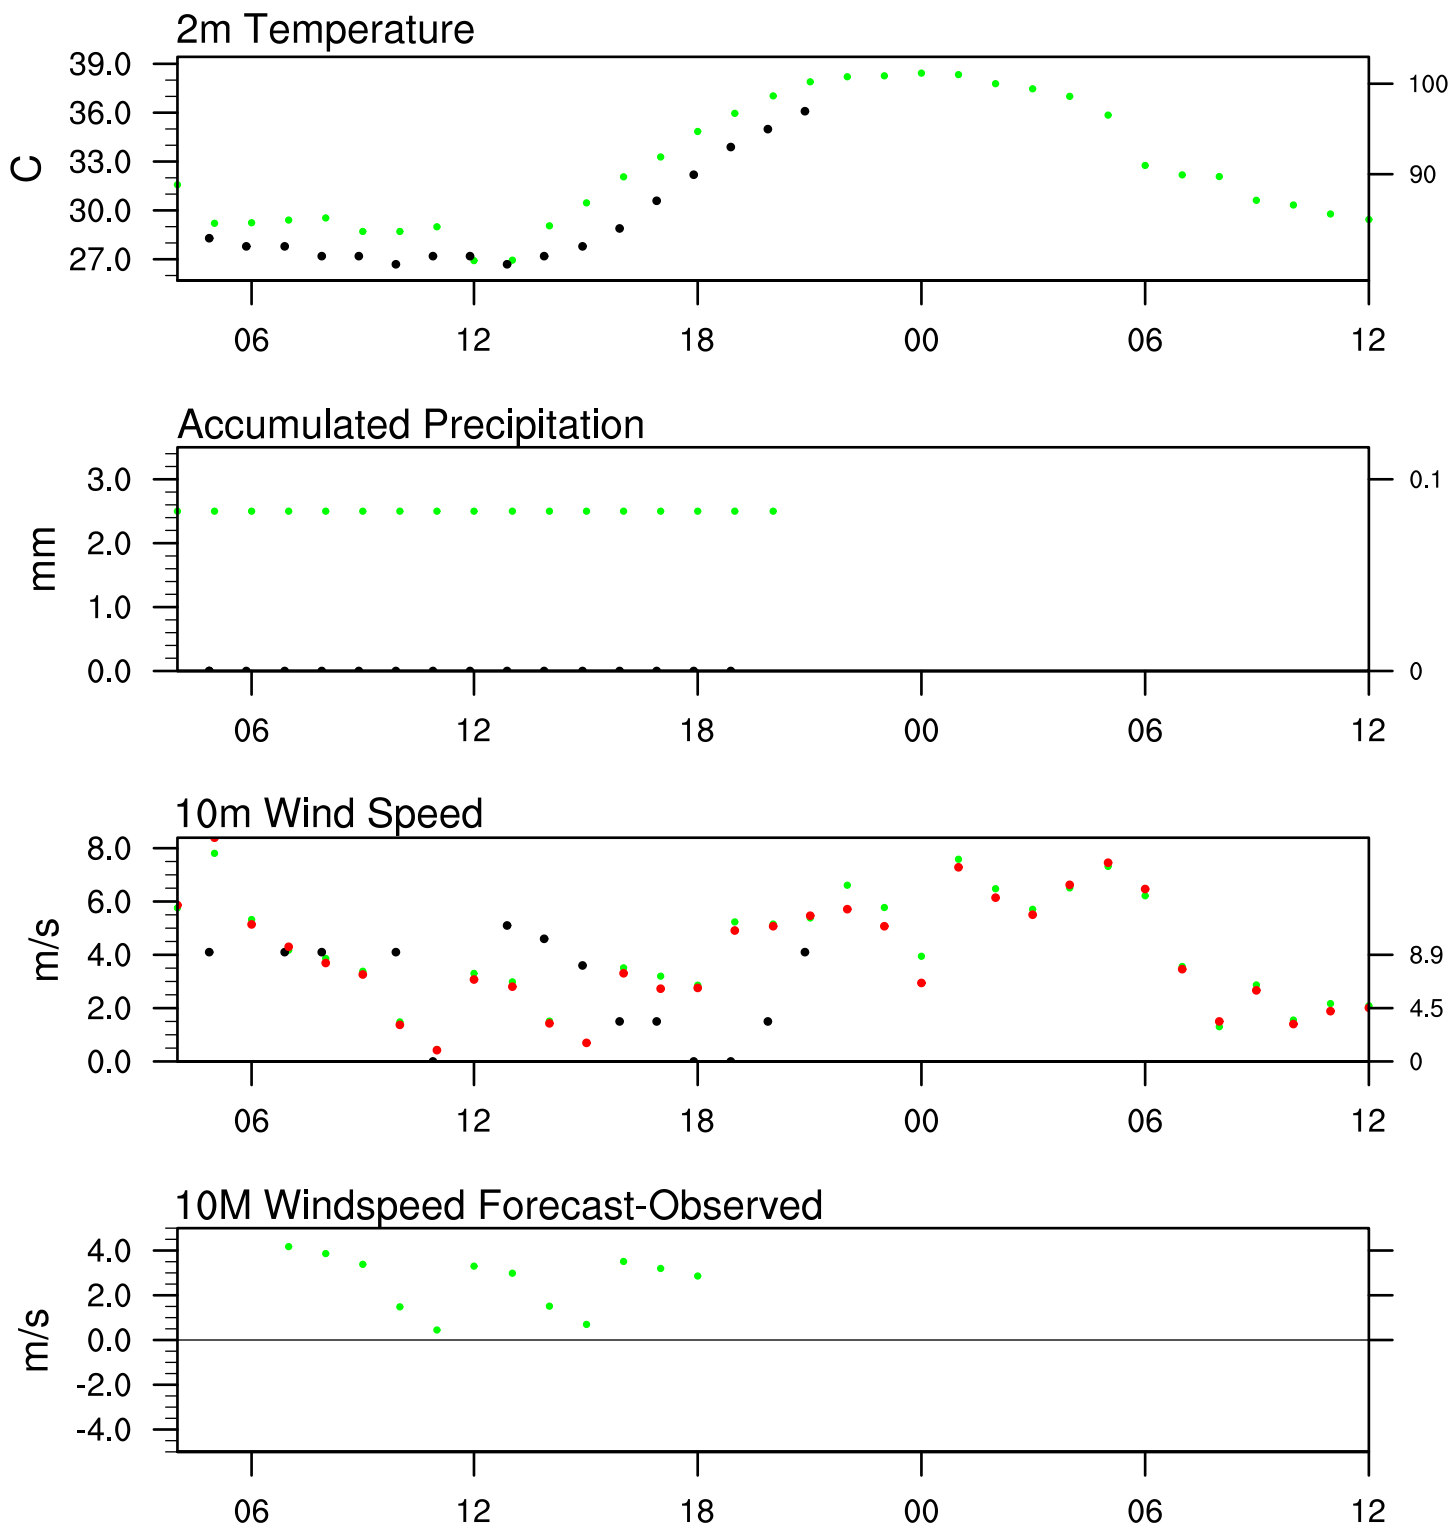 2m Temperature
39.0
36.0
33.0
30.0
27.0
C
100
90
06 12 18 00 06 12
Accumulated Precipitation
3.0
2.0
1.0
0.0
mm
0.1
0
06 12 18 00 06 12
10m Wind Speed
8.0
6.0
4.0
2.0
0.0
m/s
8.9
4.5
0
06 12 18 00 06 12
10M Windspeed Forecast-Observed
4.0
2.0
0.0
-2.0
-4.0
m/s
06 12 18 00 06 12